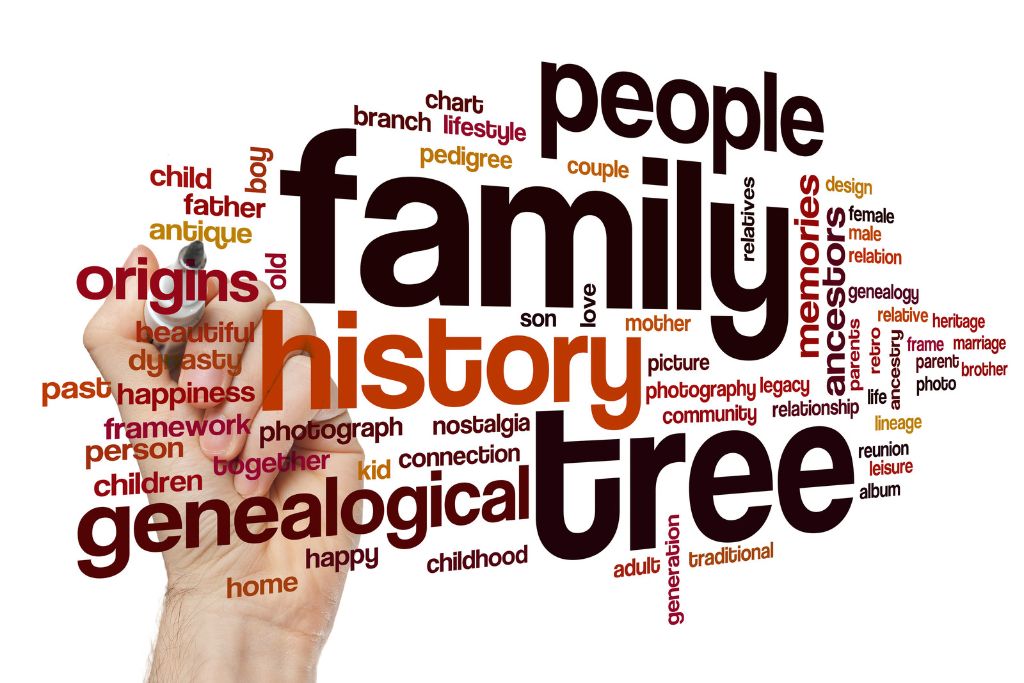 people
chart
branch
lifestyle
pedigree
couple
boy
child
father
antique
family
relatives
memories
design
ancestors
female
male
relation
origins
old
son
love
mother
genealogy
relative
heritage
beautiful
history
parents
retro
ancestry
frame
marriage
dynasty
picture
parent
brother
past
happiness
photography
legacy
life
photo
framework
photograph
nostalgia
community
relationship
lineage
person
together
kid
connection
tree
reunion
leisure
children
album
genealogical
happy
childhood
adult
generation
traditional
home